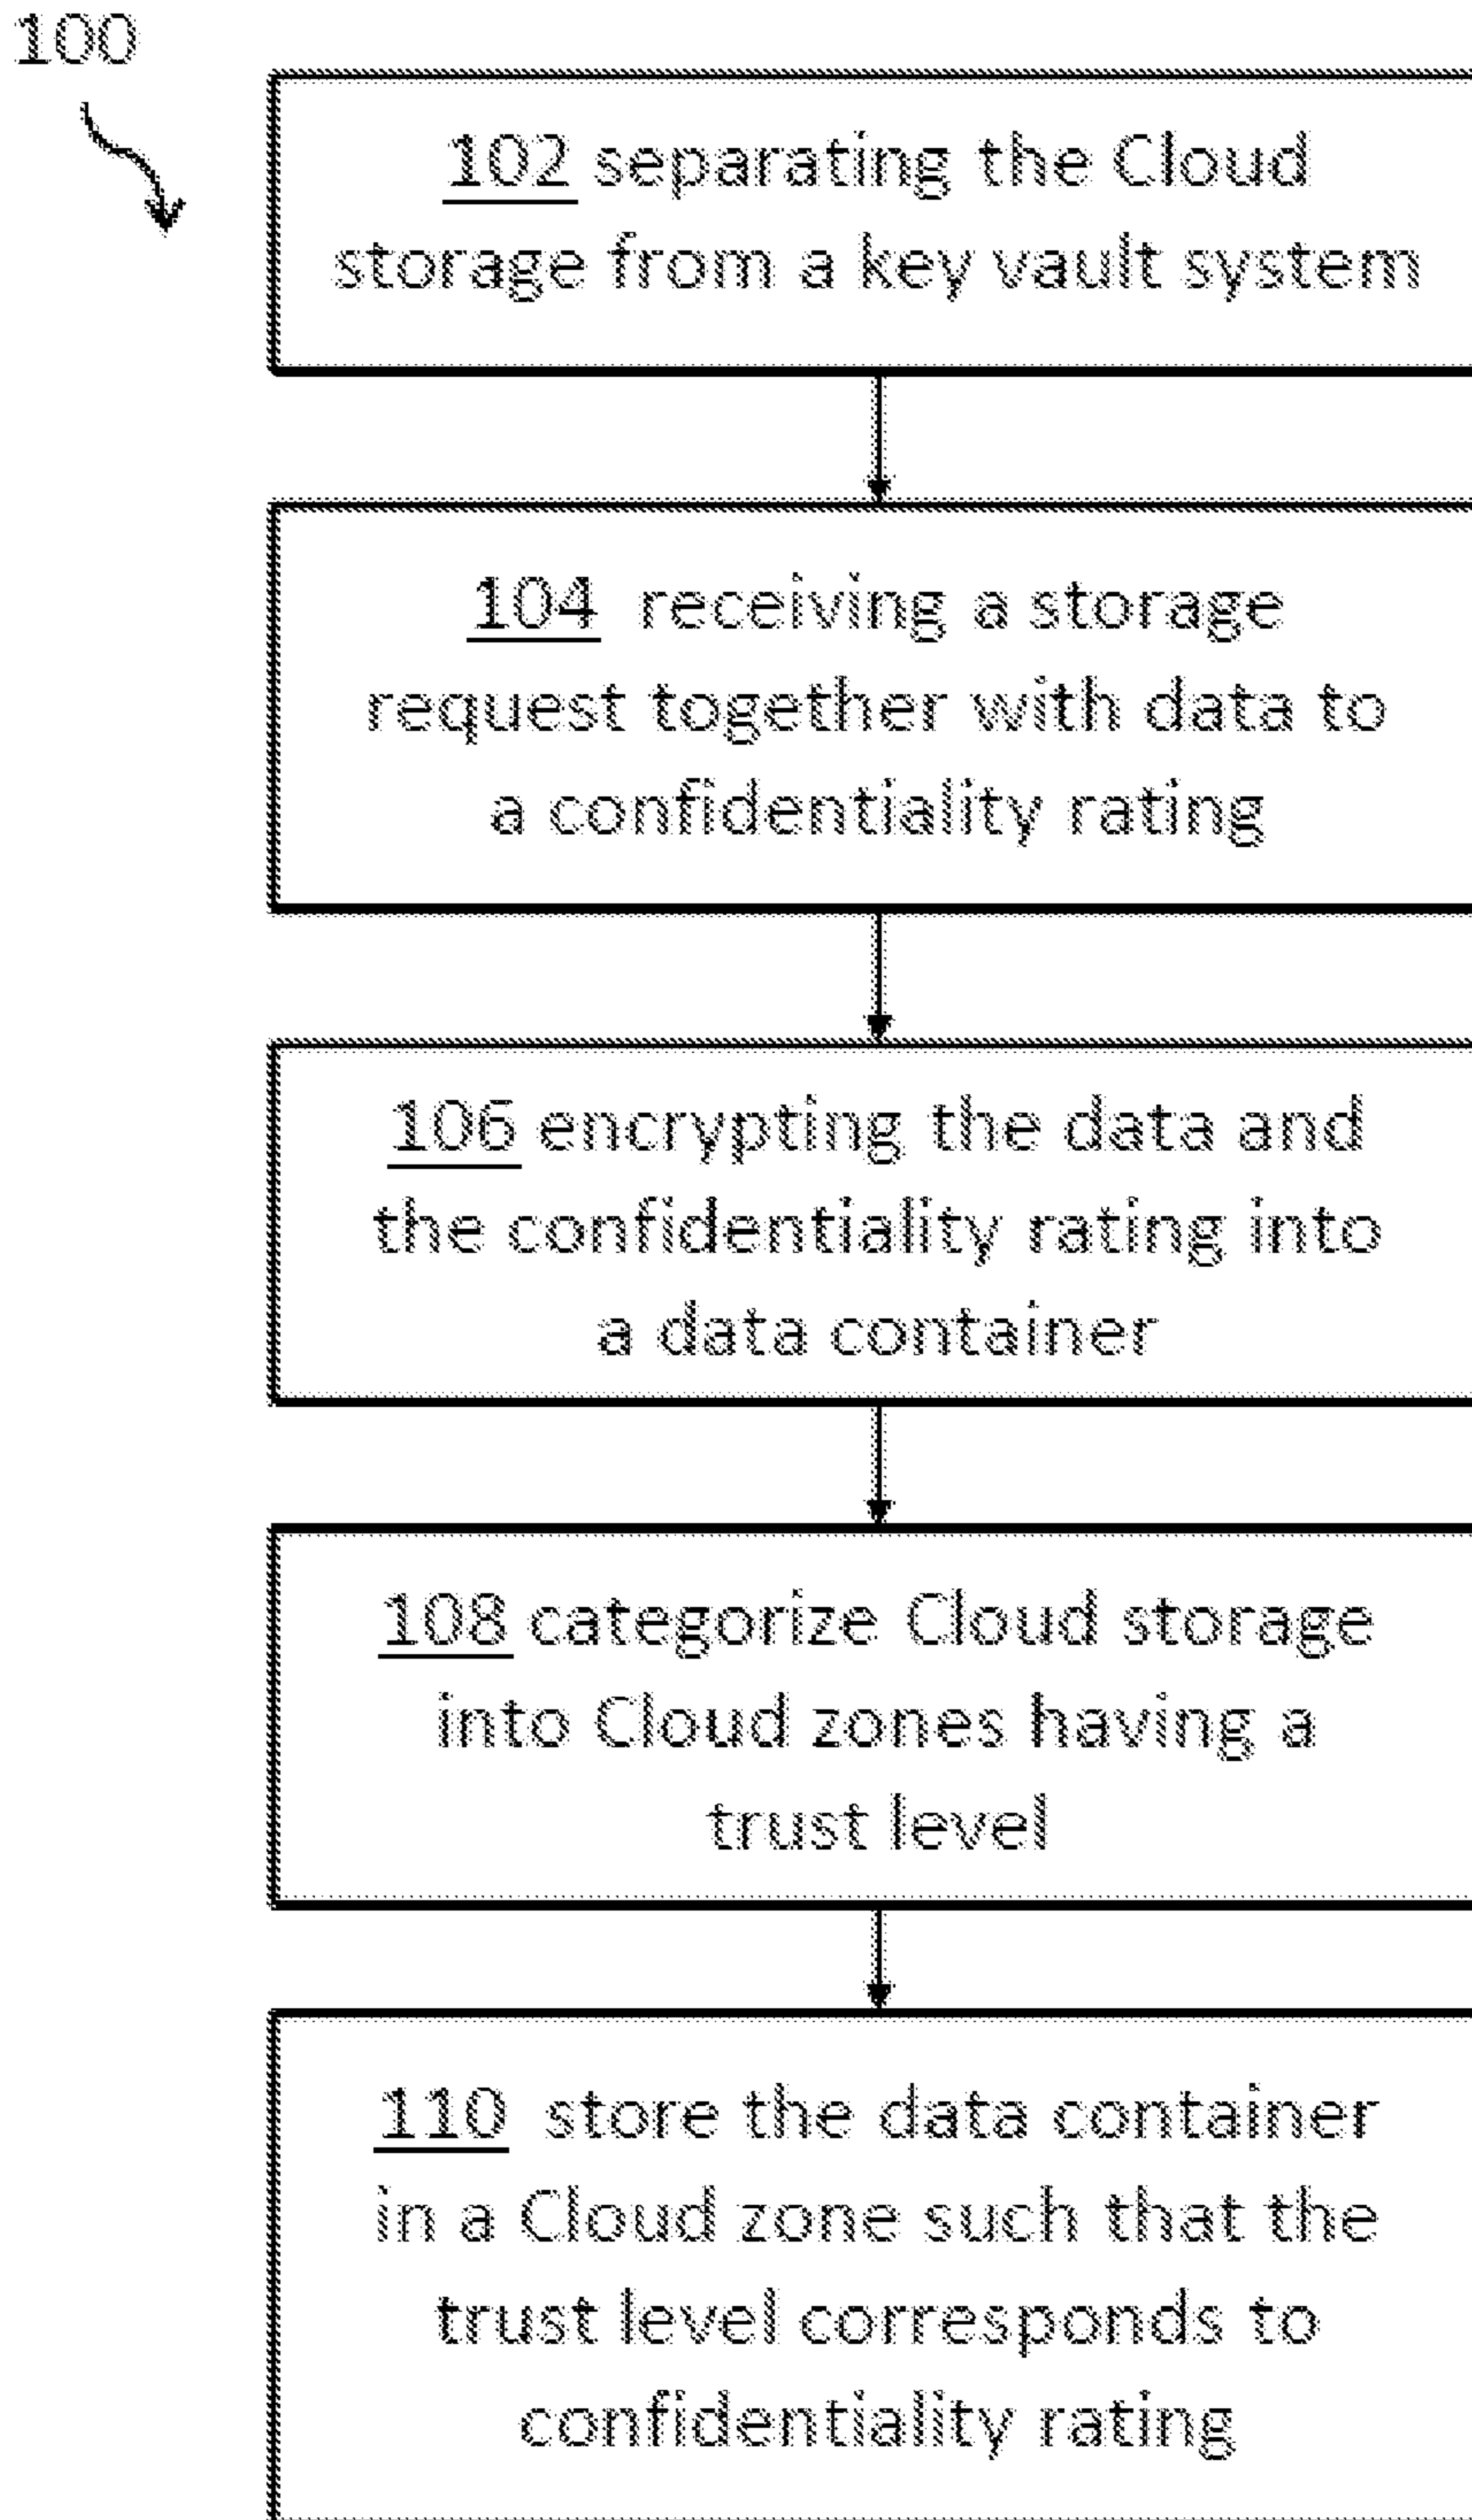 100
102 separating the Cloud
storage from a key vault system
104 receiving a storage
request together with data to
a confidentiality rating
106 encrypting the data and
the confidentiality rating into
a data container
108 categorize Cloud storage
into Cloud zones having a
trust level
110 store the data container
in a Cloud zone such that the
trust level corresponds to
confidentiality rating